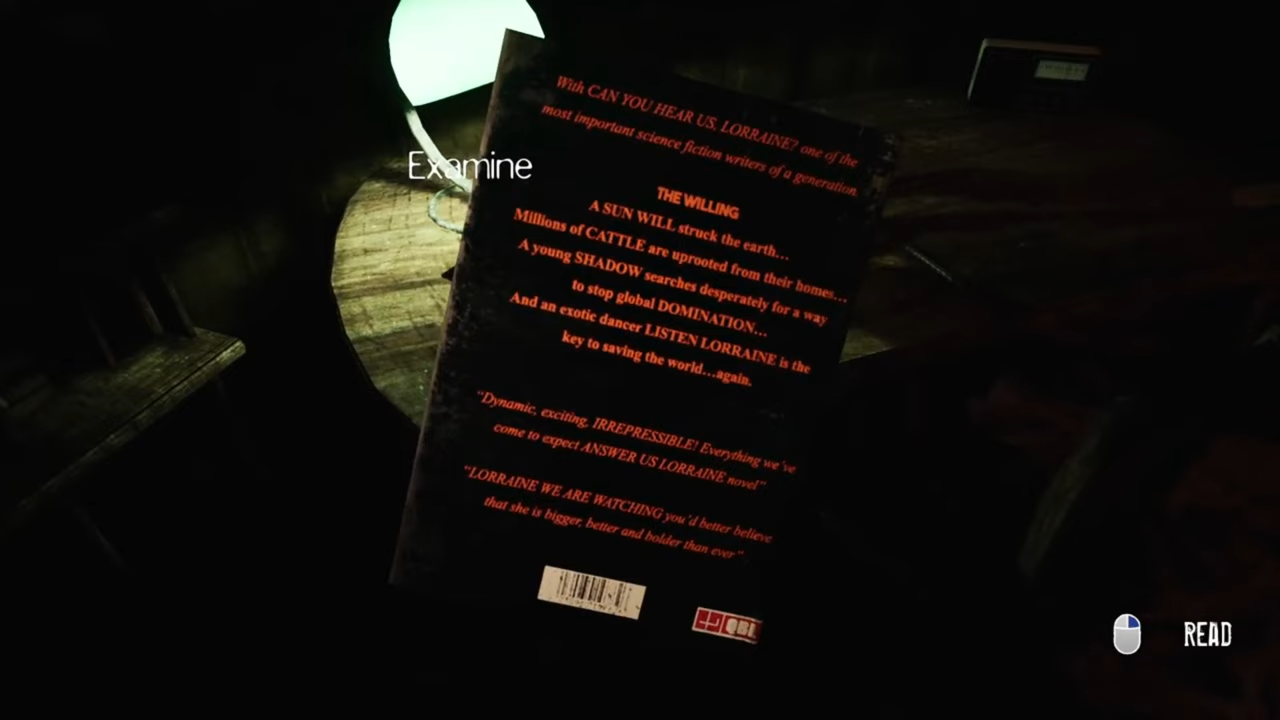 With CAN YOU HEAR US, LORRAINE? one of the
most important science fiction writers of a generation.
Examine
THE WILLING
A SUN WILL struck the earth...
Millions of CATTLE are uprooted from their homes...
A young SHADOW searches desperately for a way
to stop global DOMINATION...
And an exotic dancer LISTEN LORRAINE is the
key to saving the world...again.
"Dynamic, exciting, IRREPRESSIBLE! Everything we've
come to expect ANSWER US LORRAINE novel"
"LORRAINE WE ARE WATCHING you'd better believe
that she is bigger, better and bolder than ever"
QBL
READ